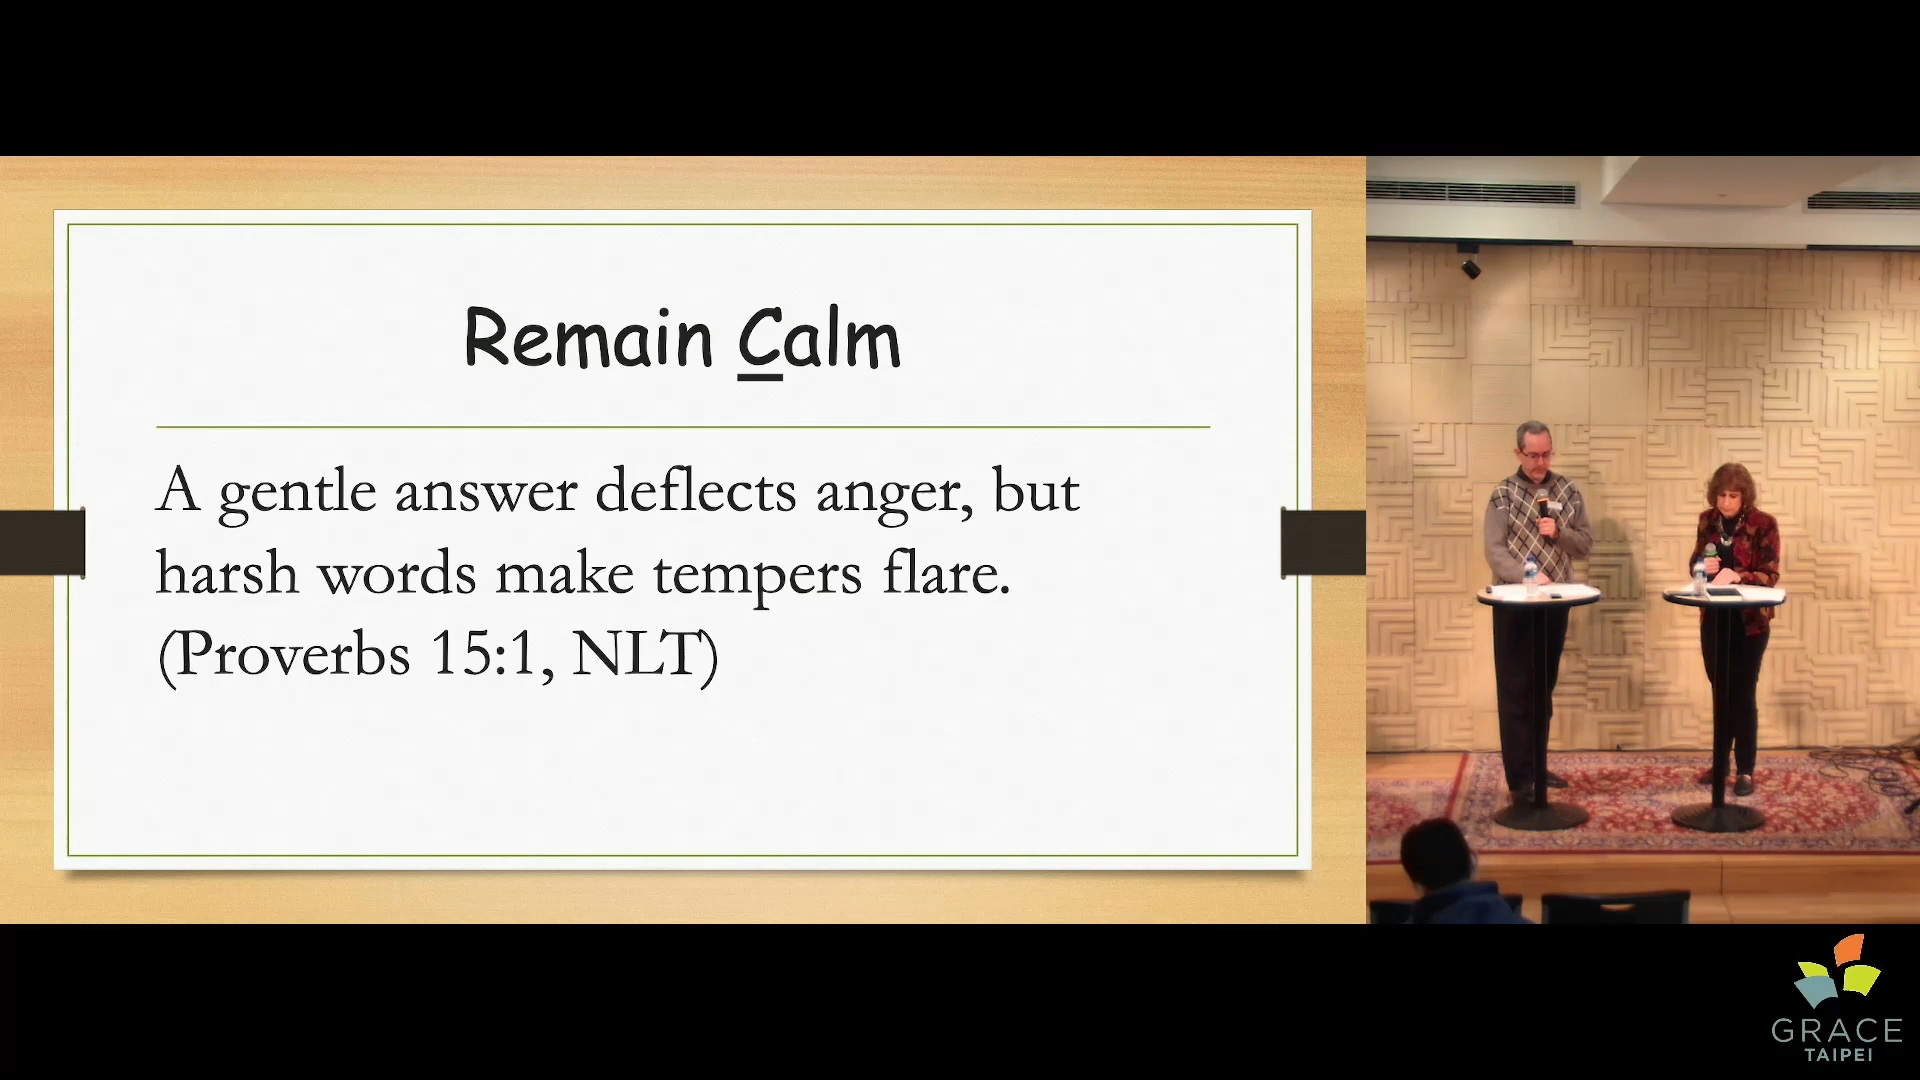 Remain Calm
A gentle answer deflects anger, but
harsh words make tempers flare.
(Proverbs 15:1, NLT)
GRACE
TAIPEI